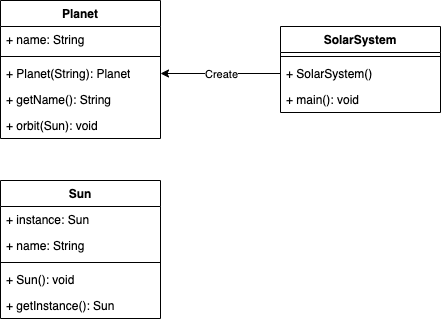 Planet
+ name: String
+ Planet(String): Planet
+ getName(): String
+ orbit(Sun): void
Create
SolarSystem
+ SolarSystem()
+ main(): void
Sun
+ instance: Sun
+ name: String
+ Sun(): void
+ getInstance(): Sun